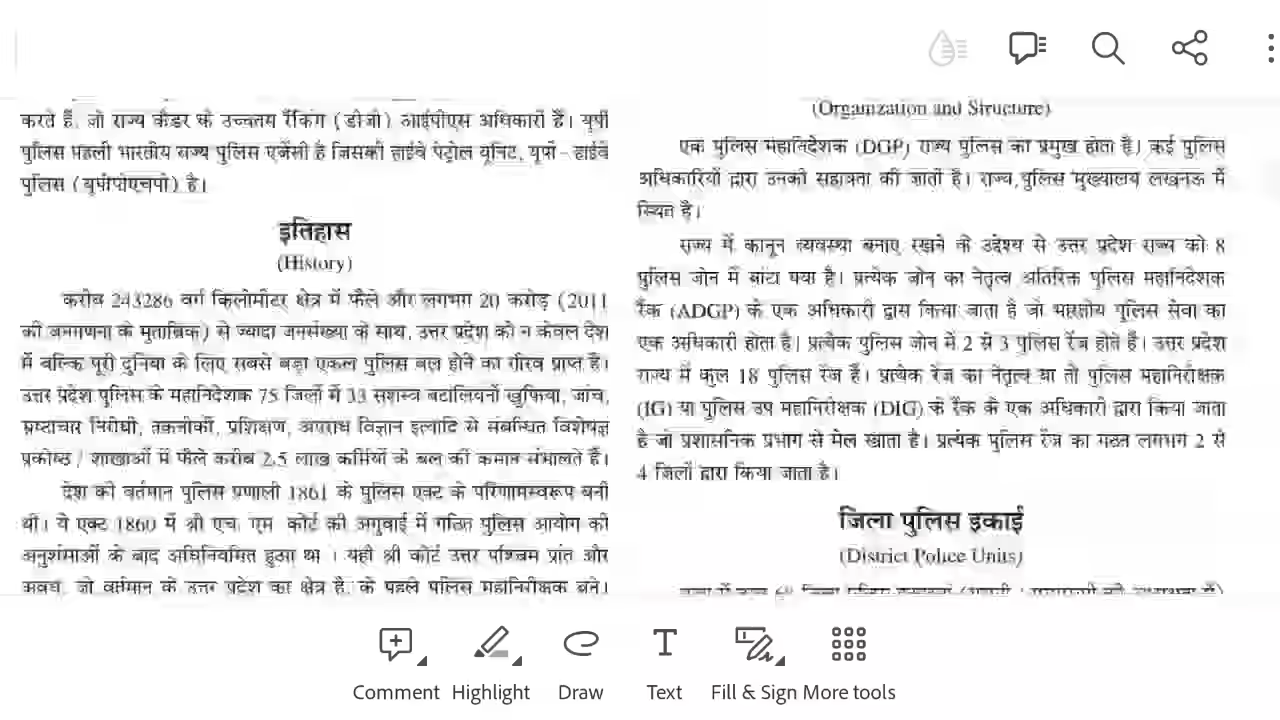 करते हैं, जो राज्य कैडर के उच्चतम रैंकिंग (डीजी) आईपीएस अधिकारी हैं। यूपी
पुलिस पहली भारतीय राज्य पुलिस एजेंसी है जिसकी हाईवे पेट्रोल यूनिट, यूपी-हाईवे
पुलिस (यूपीपीएचपी) है।
इतिहास
(History)
करीब 243286 वर्ग किलोमीटर क्षेत्र में फैले और लगभग 20 करोड़ (2011
की जनगणना के मुताबिक) से ज्यादा जनसंख्या के साथ, उत्तर प्रदेश को न केवल देश
में बल्कि पूरी दुनिया के लिए सबसे बड़ा एकल पुलिस बल होने का गौरव प्राप्त है।
उत्तर प्रदेश पुलिस के महानिदेशक 75 जिलों में 33 सशस्त्र बटालियनों खुफिया, जांच,
भ्रष्टाचार निरोधी, तकनीकी, प्रशिक्षण, अपराध विज्ञान इत्यादि से संबन्धित विशेषज्ञ
प्रकोष्ठ / शाखाओं में फैले करीब 2.5 लाख कर्मियों के बल की कमान संभालते हैं।
देश की वर्तमान पुलिस प्रणाली 1861 के पुलिस एक्ट के परिणामस्वरूप बनी
थी। ये एक्ट 1860 में श्री एच. एम. कोर्ट की अगुवाई में गठित पुलिस आयोग की
अनुशंसाओं के बाद अधिनियमित हुआ था । यही श्री कोर्ट उत्तर पश्चिम प्रांत और
अवध, जो वर्तमान के उत्तर प्रदेश का क्षेत्र है, के पहले पुलिस महानिरीक्षक बने।
(Organization and Structure)
एक पुलिस महानिदेशक (DGP) राज्य पुलिस का प्रमुख होता है। कई पुलिस
अधिकारियों द्वारा उनकी सहायता की जाती है। राज्य पुलिस मुख्यालय लखनऊ में
स्थित है।
राज्य में कानून व्यवस्था बनाए रखने के उद्देश्य से उत्तर प्रदेश राज्य को 8
पुलिस जोन में बांटा गया है। प्रत्येक जोन का नेतृत्व अतिरिक्त पुलिस महानिदेशक
रैंक (ADGP) के एक अधिकारी द्वारा किया जाता है जो भारतीय पुलिस सेवा का
एक अधिकारी होता है। प्रत्येक पुलिस जोन में 2 से 3 पुलिस रेंज होते हैं। उत्तर प्रदेश
राज्य में कुल 18 पुलिस रेंज हैं। प्रत्येक रेंज का नेतृत्व या तो पुलिस महानिरीक्षक
(IG) या पुलिस उप महानिरीक्षक (DIG) के रैंक के एक अधिकारी द्वारा किया जाता
है जो प्रशासनिक प्रभाग से मेल खाता है। प्रत्येक पुलिस रेंज का गठन लगभग 2 से
4 जिलों द्वारा किया जाता है।
जिला पुलिस इकाई
(District Police Units)
Comment Highlight Draw Text Fill & Sign More tools